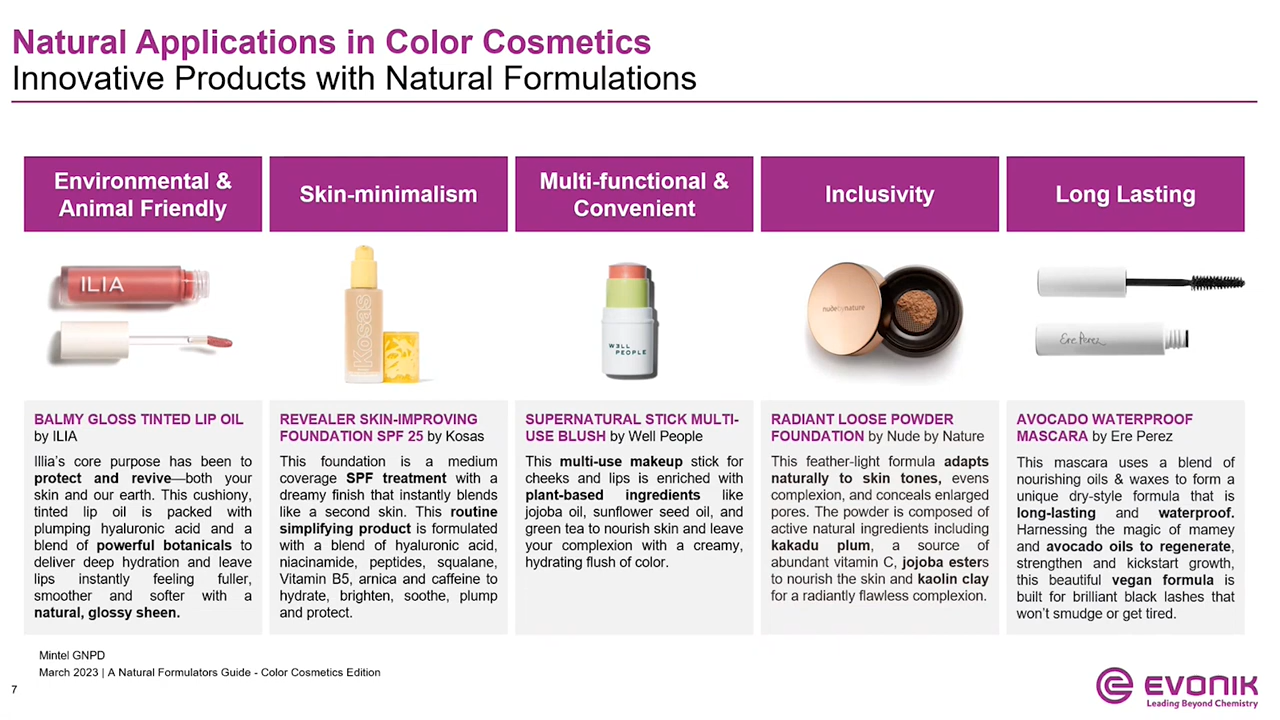 Natural Applications in Color Cosmetics
Innovative Products with Natural Formulations
Environmental &
Animal Friendly
Skin-minimalism
Multi-functional &
Convenient
Inclusivity
Long Lasting
ILIA
Kosas
W3LL
PEOPLE
nudebynature
Ere Perez
BALMY GLOSS TINTED LIP OIL
by ILIA
Illia’s core purpose has been to
protect and revive—both your
skin and our earth. This cushiony,
tinted lip oil is packed with
plumping hyaluronic acid and a
blend of powerful botanicals to
deliver deep hydration and leave
lips instantly feeling fuller,
smoother and softer with a
natural, glossy sheen.
REVEALER SKIN-IMPROVING
FOUNDATION SPF 25 by Kosas
This foundation is a medium
coverage SPF treatment with a
dreamy finish that instantly blends
like a second skin. This routine
simplifying product is formulated
with a blend of hyaluronic acid,
niacinamide, peptides, squalane,
Vitamin B5, arnica and caffeine to
hydrate, brighten, soothe, plump
and protect.
SUPERNATURAL STICK MULTI-
USE BLUSH by Well People
This multi-use makeup stick for
cheeks and lips is enriched with
plant-based ingredients like
jojoba oil, sunflower seed oil, and
green tea to nourish skin and leave
your complexion with a creamy,
hydrating flush of color.
RADIANT LOOSE POWDER
FOUNDATION by Nude by Nature
This feather-light formula adapts
naturally to skin tones, evens
complexion, and conceals enlarged
pores. The powder is composed of
active natural ingredients including
kakadu plum, a source of
abundant vitamin C, jojoba esters
to nourish the skin and kaolin clay
for a radiantly flawless complexion.
AVOCADO WATERPROOF
MASCARA by Ere Perez
This mascara uses a blend of
nourishing oils & waxes to form a
unique dry-style formula that is
long-lasting and waterproof.
Harnessing the magic of mamey
and avocado oils to regenerate,
strengthen and kickstart growth,
this beautiful vegan formula is
built for brilliant black lashes that
won’t smudge or get tired.
Mintel GNPD
March 2023 | A Natural Formulators Guide - Color Cosmetics Edition
7
EVONIK
Leading Beyond Chemistry